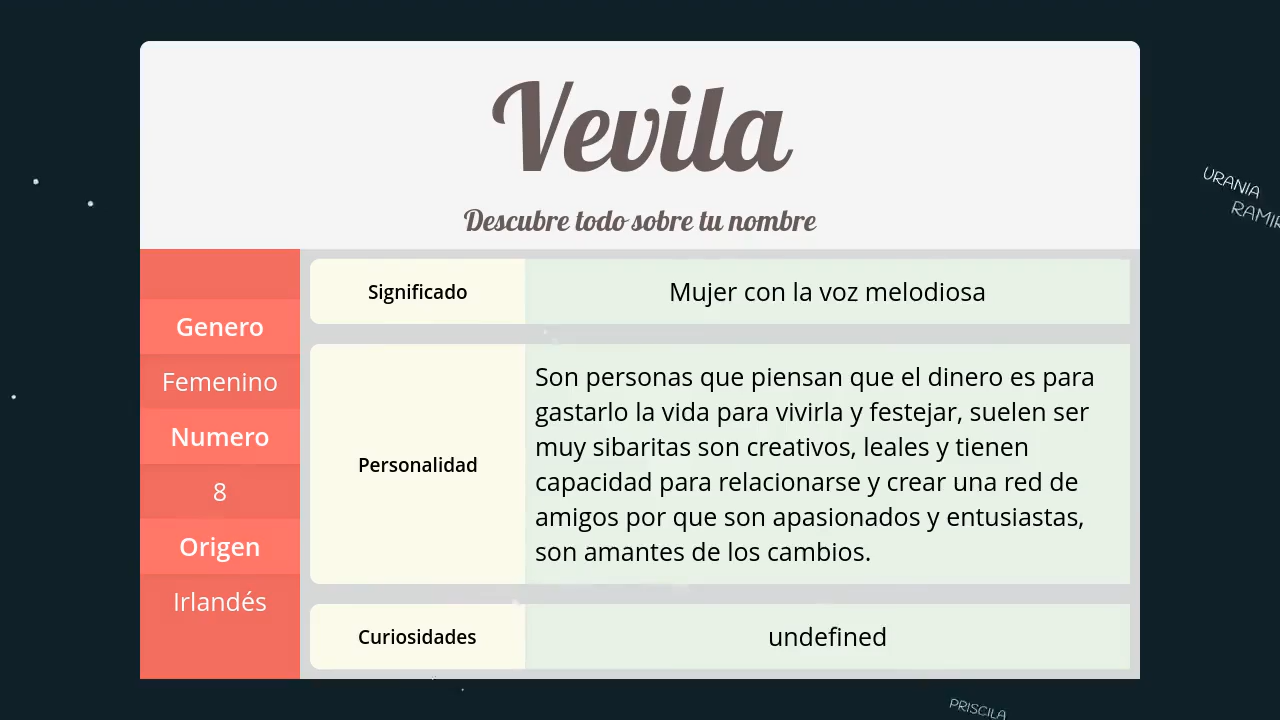 Vevila
Descubre todo sobre tu nombre
Genero
Femenino
Numero
8
Origen
Irlandés
Significado
Mujer con la voz melodiosa
Personalidad
Son personas que piensan que el dinero es para
gastarlo la vida para vivirla y festejar, suelen ser
muy sibaritas son creativos, leales y tienen
capacidad para relacionarse y crear una red de
amigos por que son apasionados y entusiastas,
son amantes de los cambios.
Curiosidades
undefined
URANIA
RAMIR
PRISCILA